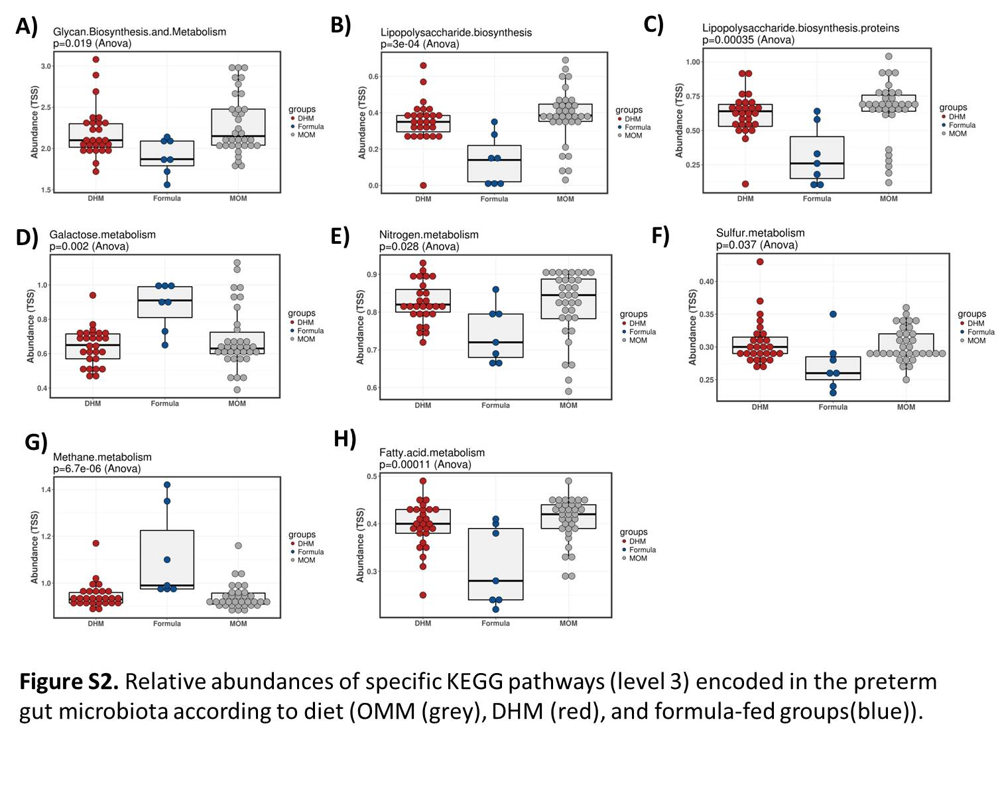 A)
Glycan.Biosynthesis.and.Metabolism
p=0.019 (Anova)
Abundance (TSS)
3.0
2.5
2.0
1.5
DHM
Formula
MOM
groups
DHM
Formula
MOM
B)
Lipopolysaccharide.biosynthesis
p=3e-04 (Anova)
Abundance (TSS)
0.6
0.4
0.2
0.0
DHM
Formula
MOM
groups
DHM
Formula
MOM
C)
Lipopolysaccharide.biosynthesis.proteins
p=0.00035 (Anova)
Abundance (TSS)
1.00
0.75
0.50
0.25
DHM
Formula
MOM
groups
DHM
Formula
MOM
D)
Galactose.metabolism
p=0.002 (Anova)
Abundance (TSS)
1.0
0.8
0.6
0.4
DHM
Formula
MOM
groups
DHM
Formula
MOM
E)
Nitrogen.metabolism
p=0.028 (Anova)
Abundance (TSS)
0.9
0.8
0.7
0.6
DHM
Formula
MOM
groups
DHM
Formula
MOM
F)
Sulfur.metabolism
p=0.037 (Anova)
Abundance (TSS)
0.40
0.35
0.30
0.25
DHM
Formula
MOM
groups
DHM
Formula
MOM
G)
Methane.metabolism
p=6.7e-06 (Anova)
Abundance (TSS)
1.4
1.2
1.0
DHM
Formula
MOM
groups
DHM
Formula
MOM
H)
Fatty.acid.metabolism
p=0.00011 (Anova)
Abundance (TSS)
0.5
0.4
0.3
DHM
Formula
MOM
groups
DHM
Formula
MOM
Figure S2. Relative abundances of specific KEGG pathways (level 3) encoded in the preterm
gut microbiota according to diet (OMM (grey), DHM (red), and formula-fed groups(blue)).